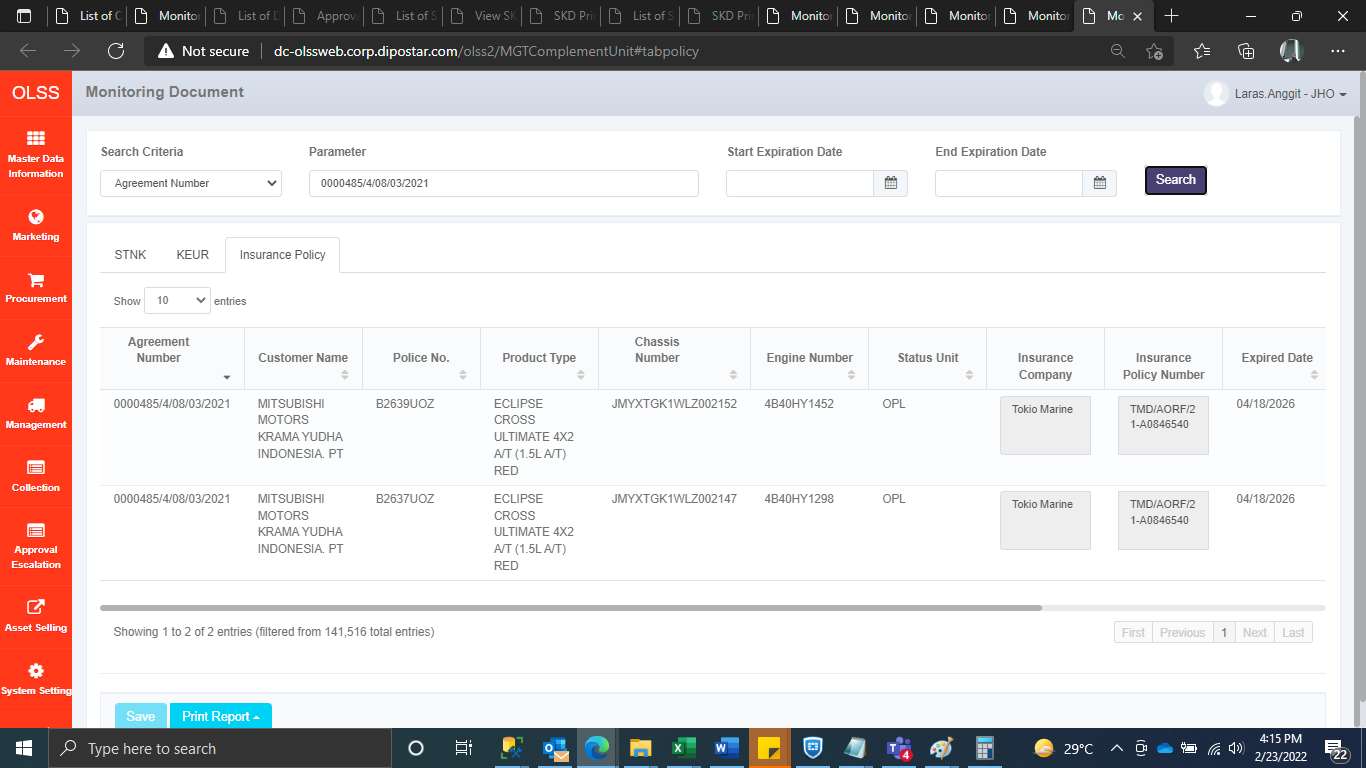 List of C
Monitor
List of D
Approva
List of S
View SK
SKD Prin
List of S
SKD Prin
Monitor
Monitor
Monitor
Monitor
Mo
Not secure
dc-olssweb.corp.dipostar.com/olss2/MGTComplementUnit#tabpolicy
OLSS
Monitoring Document
Laras.Anggit - JHO
Master Data
Information
Marketing
Procurement
Maintenance
Management
Collection
Approval
Escalation
Asset Selling
System Setting
Search Criteria
Parameter
Start Expiration Date
End Expiration Date
Agreement Number
0000485/4/08/03/2021
Search
STNK
KEUR
Insurance Policy
Show 10 entries
Agreement
Number
Customer Name
Police No.
Product Type
Chassis
Number
Engine Number
Status Unit
Insurance
Company
Insurance
Policy Number
Expired Date
0000485/4/08/03/2021
MITSUBISHI
MOTORS
KRAMA YUDHA
INDONESIA. PT
B2639UOZ
ECLIPSE
CROSS
ULTIMATE 4X2
A/T (1.5L A/T)
RED
JMYXTGK1WLZ002152
4B40HY1452
OPL
Tokio Marine
TMD/AORF/2
1-A0846540
04/18/2026
0000485/4/08/03/2021
MITSUBISHI
MOTORS
KRAMA YUDHA
INDONESIA. PT
B2637UOZ
ECLIPSE
CROSS
ULTIMATE 4X2
A/T (1.5L A/T)
RED
JMYXTGK1WLZ002147
4B40HY1298
OPL
Tokio Marine
TMD/AORF/2
1-A0846540
04/18/2026
Showing 1 to 2 of 2 entries (filtered from 141,516 total entries)
First
Previous
1
Next
Last
Save
Print Report
Type here to search
4
29°C
4:15 PM
2/23/2022
22